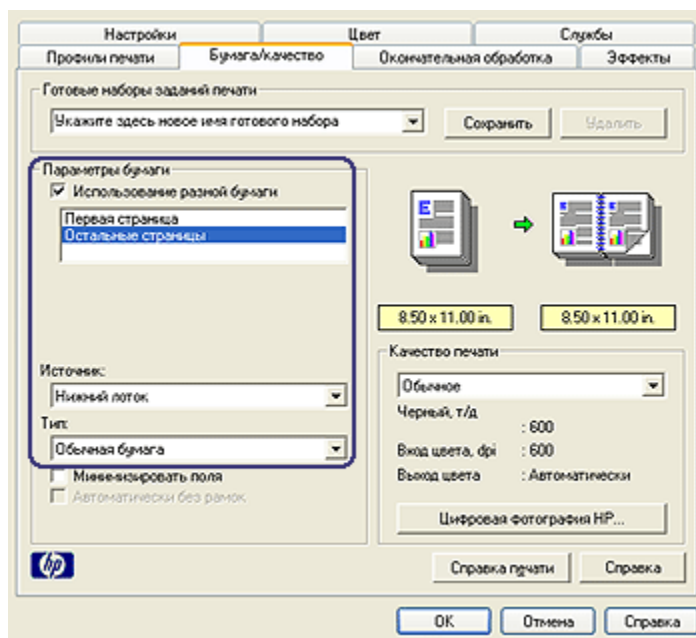 Настройки Цвет Службы
Профили печати Бумага/качество Окончательная обработка Эффекты
Готовые наборы заданий печати
Укажите здесь новое имя готового набора Сохранить Удалить
Параметры бумаги
Использование разной бумаги
Первая страница
Остальные страницы
8.50 x 11.00 in. 8.50 x 11.00 in.
Качество печати
Источник:
Обычное
Нижний лоток
Черный, т/д
: 600
Тип:
Обычная бумага
Вход цвета, dpi : 600
Минимизировать поля
Выход цвета : Автоматически
Автоматически без рамок
Цифровая фотография HP...
hp
Справка печати Справка
OK Отмена Справка